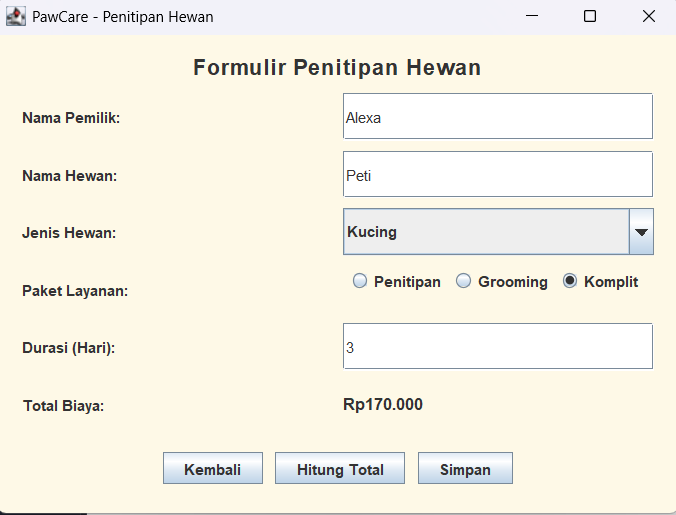 PawCare - Penitipan Hewan
Formulir Penitipan Hewan
Nama Pemilik: Alexa
Nama Hewan: Peti
Jenis Hewan: Kucing
Paket Layanan: Penitipan Grooming Komplit
Durasi (Hari): 3
Total Biaya: Rp170.000
Kembali Hitung Total Simpan